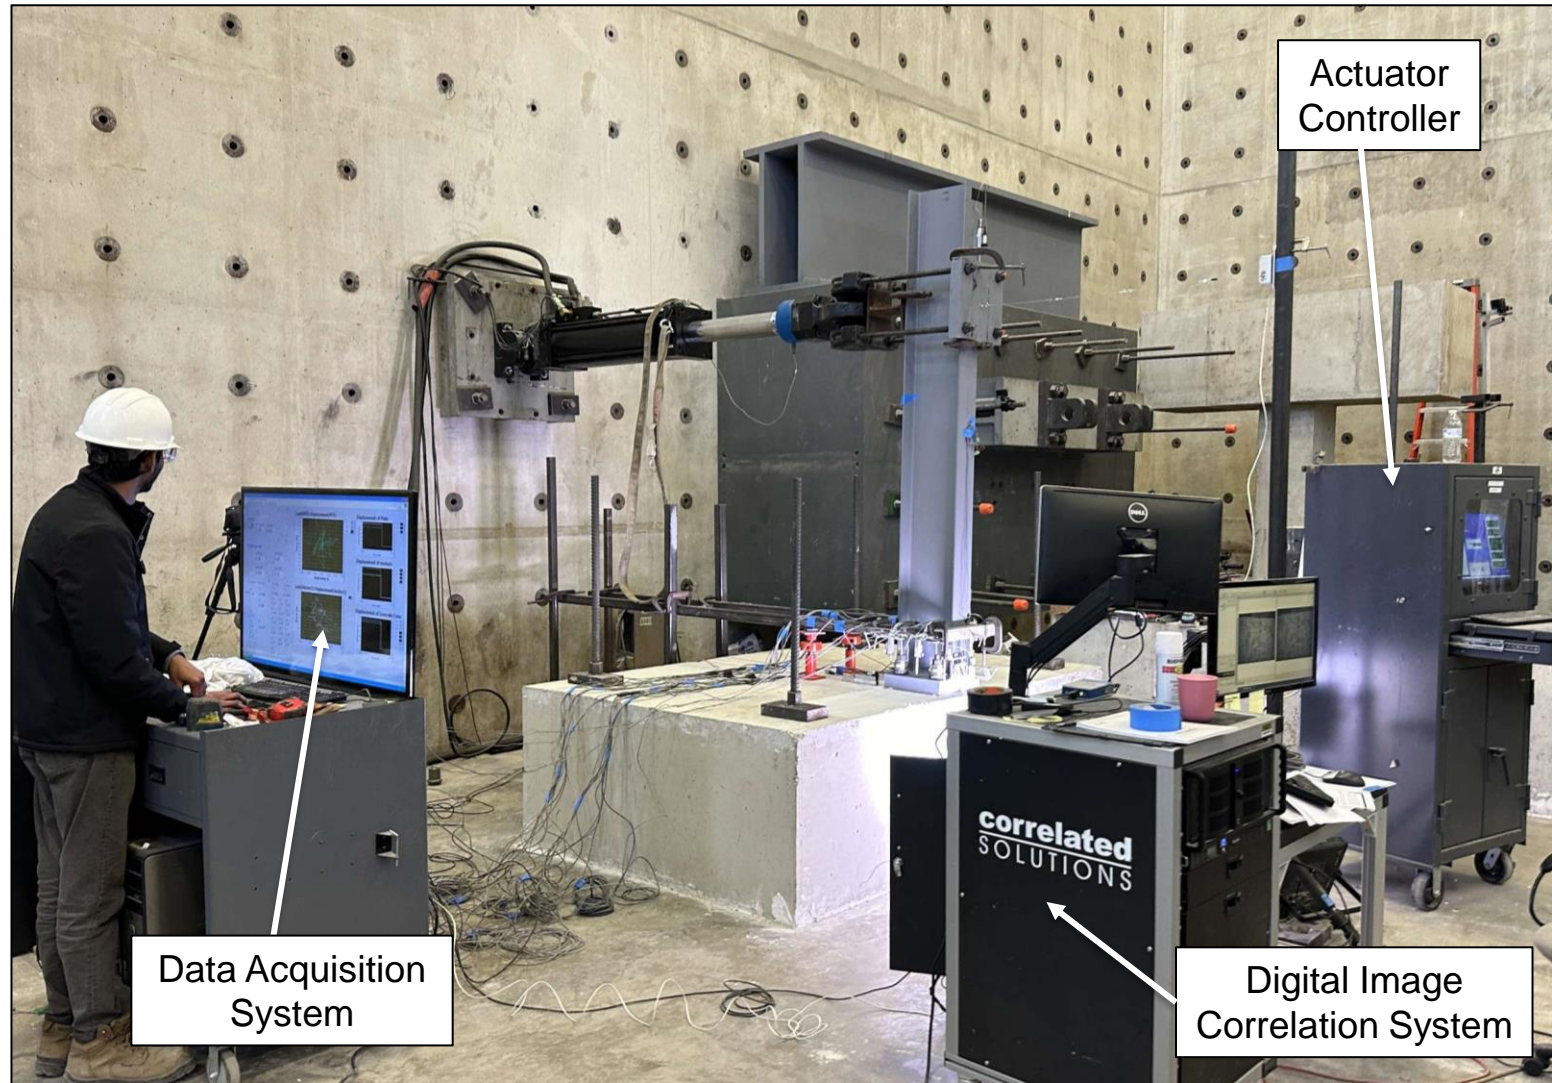 Actuator
Controller
DELL
correlated
SOLUTIONS
Data Acquisition
System
Digital Image
Correlation System